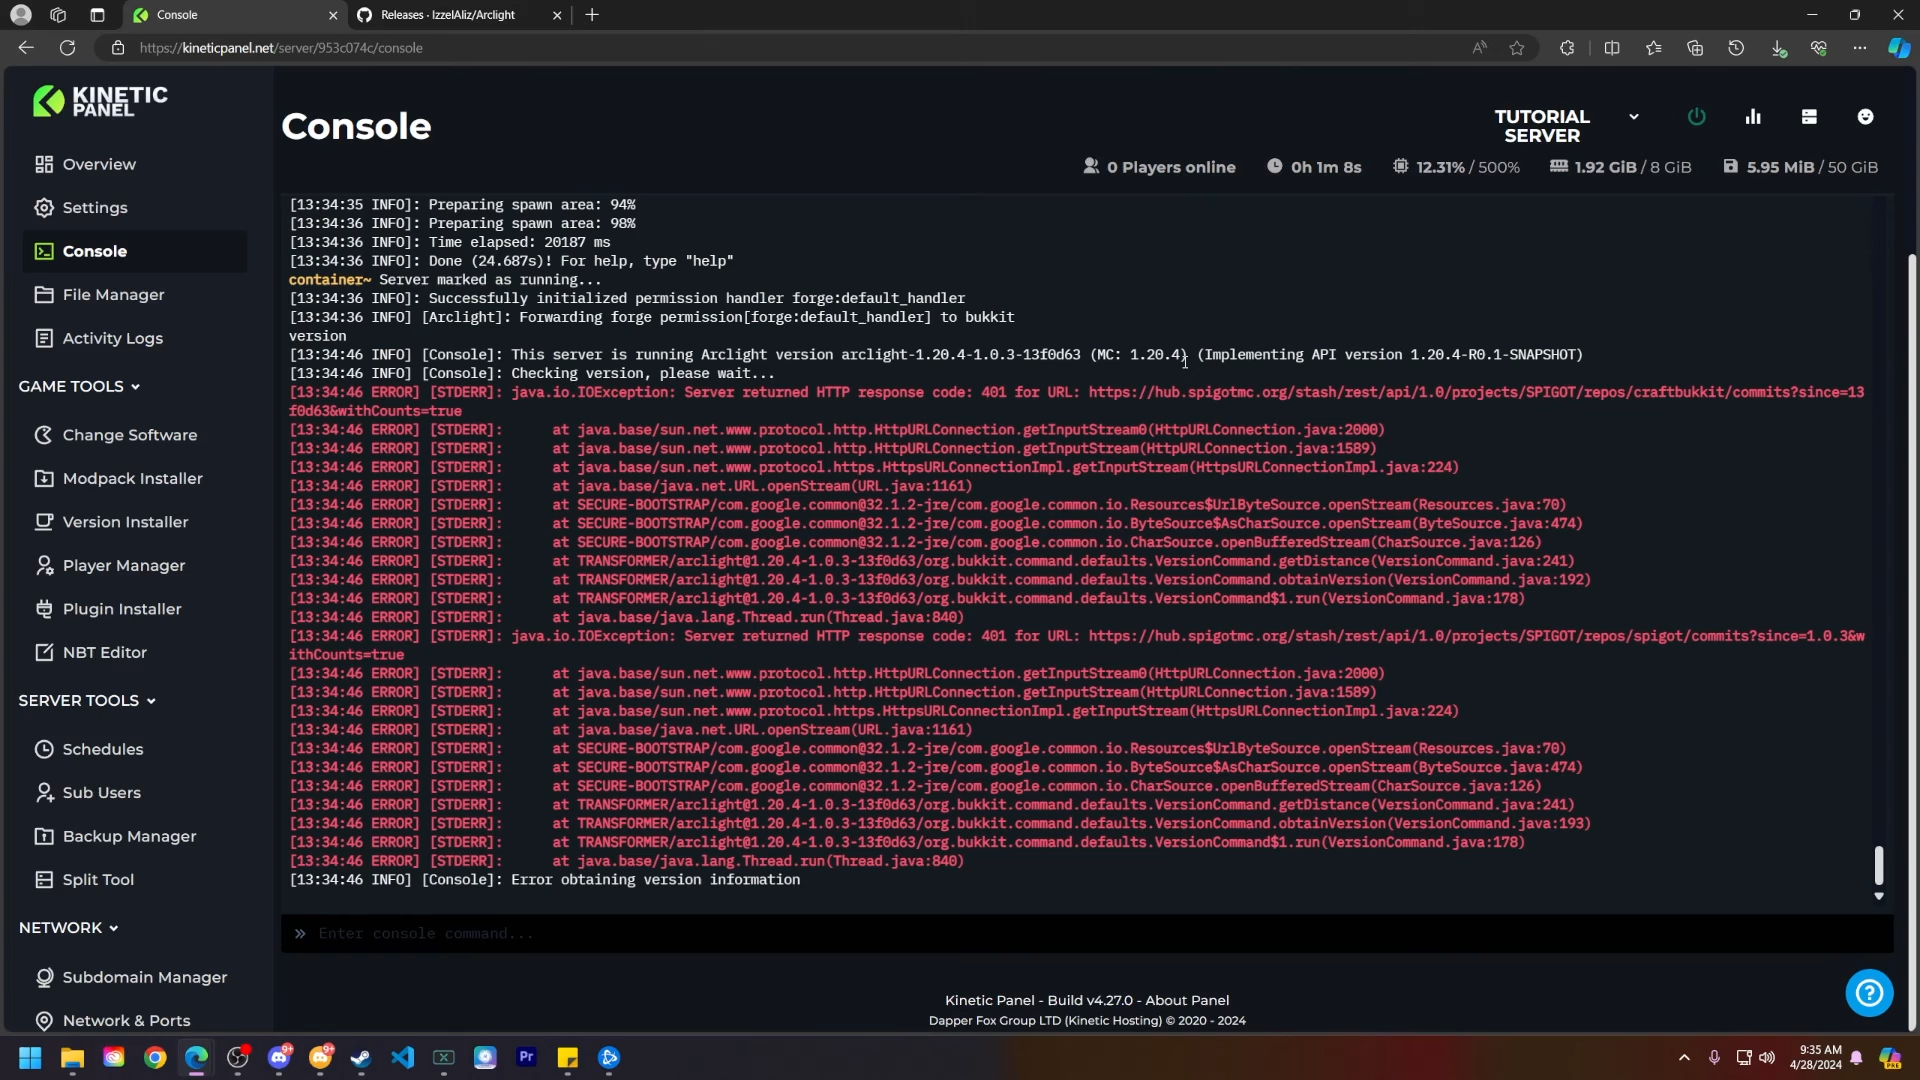 Console
Releases · IzzelAliz/Arclight
https://kineticpanel.net/server/953c074c/console
KINETIC
PANEL
Overview
Settings
Console
File Manager
Activity Logs
GAME TOOLS
Change Software
Modpack Installer
Version Installer
Player Manager
Plugin Installer
NBT Editor
SERVER TOOLS
Schedules
Sub Users
Backup Manager
Split Tool
NETWORK
Subdomain Manager
Network & Ports
Console
TUTORIAL
SERVER
0 Players online
0h 1m 8s
12.31% / 500%
1.92 GiB / 8 GiB
5.95 MiB / 50 GiB
[13:34:35 INFO]: Preparing spawn area: 94%
[13:34:36 INFO]: Preparing spawn area: 98%
[13:34:36 INFO]: Time elapsed: 20187 ms
[13:34:36 INFO]: Done (24.687s)! For help, type "help"
container~ Server marked as running...
[13:34:36 INFO]: Successfully initialized permission handler forge:default_handler
[13:34:36 INFO] [Arclight]: Forwarding forge permission[forge:default_handler] to bukkit
version
[13:34:46 INFO] [Console]: This server is running Arclight version arclight-1.20.4-1.0.3-13f0d63 (MC: 1.20.4) (Implementing API version 1.20.4-R0.1-SNAPSHOT)
[13:34:46 INFO] [Console]: Checking version, please wait...
[13:34:46 ERROR] [STDERR]: java.io.IOException: Server returned HTTP response code: 401 for URL: https://hub.spigotmc.org/stash/rest/api/1.0/projects/SPIGOT/repos/craftbukkit/commits?since=13
f0d63&withCounts=true
[13:34:46 ERROR] [STDERR]: at java.base/sun.net.www.protocol.http.HttpURLConnection.getInputStream0(HttpURLConnection.java:2000)
[13:34:46 ERROR] [STDERR]: at java.base/sun.net.www.protocol.http.HttpURLConnection.getInputStream(HttpURLConnection.java:1589)
[13:34:46 ERROR] [STDERR]: at java.base/sun.net.www.protocol.https.HttpsURLConnectionImpl.getInputStream(HttpsURLConnectionImpl.java:224)
[13:34:46 ERROR] [STDERR]: at java.base/java.net.URL.openStream(URL.java:1161)
[13:34:46 ERROR] [STDERR]: at SECURE-BOOTSTRAP/com.google.common@32.1.2-jre/com.google.common.io.Resources$UrlByteSource.openStream(Resources.java:70)
[13:34:46 ERROR] [STDERR]: at SECURE-BOOTSTRAP/com.google.common@32.1.2-jre/com.google.common.io.ByteSource$AsCharSource.openStream(ByteSource.java:474)
[13:34:46 ERROR] [STDERR]: at SECURE-BOOTSTRAP/com.google.common@32.1.2-jre/com.google.common.io.CharSource.openBufferedStream(CharSource.java:126)
[13:34:46 ERROR] [STDERR]: at TRANSFORMER/arclight@1.20.4-1.0.3-13f0d63/org.bukkit.command.defaults.VersionCommand.getDistance(VersionCommand.java:241)
[13:34:46 ERROR] [STDERR]: at TRANSFORMER/arclight@1.20.4-1.0.3-13f0d63/org.bukkit.command.defaults.VersionCommand.obtainVersion(VersionCommand.java:192)
[13:34:46 ERROR] [STDERR]: at TRANSFORMER/arclight@1.20.4-1.0.3-13f0d63/org.bukkit.command.defaults.VersionCommand$1.run(VersionCommand.java:178)
[13:34:46 ERROR] [STDERR]: at java.base/java.lang.Thread.run(Thread.java:840)
[13:34:46 ERROR] [STDERR]: java.io.IOException: Server returned HTTP response code: 401 for URL: https://hub.spigotmc.org/stash/rest/api/1.0/projects/SPIGOT/repos/spigot/commits?since=1.0.3&w
ithCounts=true
[13:34:46 ERROR] [STDERR]: at java.base/sun.net.www.protocol.http.HttpURLConnection.getInputStream0(HttpURLConnection.java:2000)
[13:34:46 ERROR] [STDERR]: at java.base/sun.net.www.protocol.http.HttpURLConnection.getInputStream(HttpURLConnection.java:1589)
[13:34:46 ERROR] [STDERR]: at java.base/sun.net.www.protocol.https.HttpsURLConnectionImpl.getInputStream(HttpsURLConnectionImpl.java:224)
[13:34:46 ERROR] [STDERR]: at java.base/java.net.URL.openStream(URL.java:1161)
[13:34:46 ERROR] [STDERR]: at SECURE-BOOTSTRAP/com.google.common@32.1.2-jre/com.google.common.io.Resources$UrlByteSource.openStream(Resources.java:70)
[13:34:46 ERROR] [STDERR]: at SECURE-BOOTSTRAP/com.google.common@32.1.2-jre/com.google.common.io.ByteSource$AsCharSource.openStream(ByteSource.java:474)
[13:34:46 ERROR] [STDERR]: at SECURE-BOOTSTRAP/com.google.common@32.1.2-jre/com.google.common.io.CharSource.openBufferedStream(CharSource.java:126)
[13:34:46 ERROR] [STDERR]: at TRANSFORMER/arclight@1.20.4-1.0.3-13f0d63/org.bukkit.command.defaults.VersionCommand.getDistance(VersionCommand.java:241)
[13:34:46 ERROR] [STDERR]: at TRANSFORMER/arclight@1.20.4-1.0.3-13f0d63/org.bukkit.command.defaults.VersionCommand.obtainVersion(VersionCommand.java:193)
[13:34:46 ERROR] [STDERR]: at TRANSFORMER/arclight@1.20.4-1.0.3-13f0d63/org.bukkit.command.defaults.VersionCommand$1.run(VersionCommand.java:178)
[13:34:46 ERROR] [STDERR]: at java.base/java.lang.Thread.run(Thread.java:840)
[13:34:46 INFO] [Console]: Error obtaining version information
» Enter console command...
Kinetic Panel - Build v4.27.0 - About Panel
Dapper Fox Group LTD (Kinetic Hosting) © 2020 - 2024
Pr
9:35 AM
4/28/2024